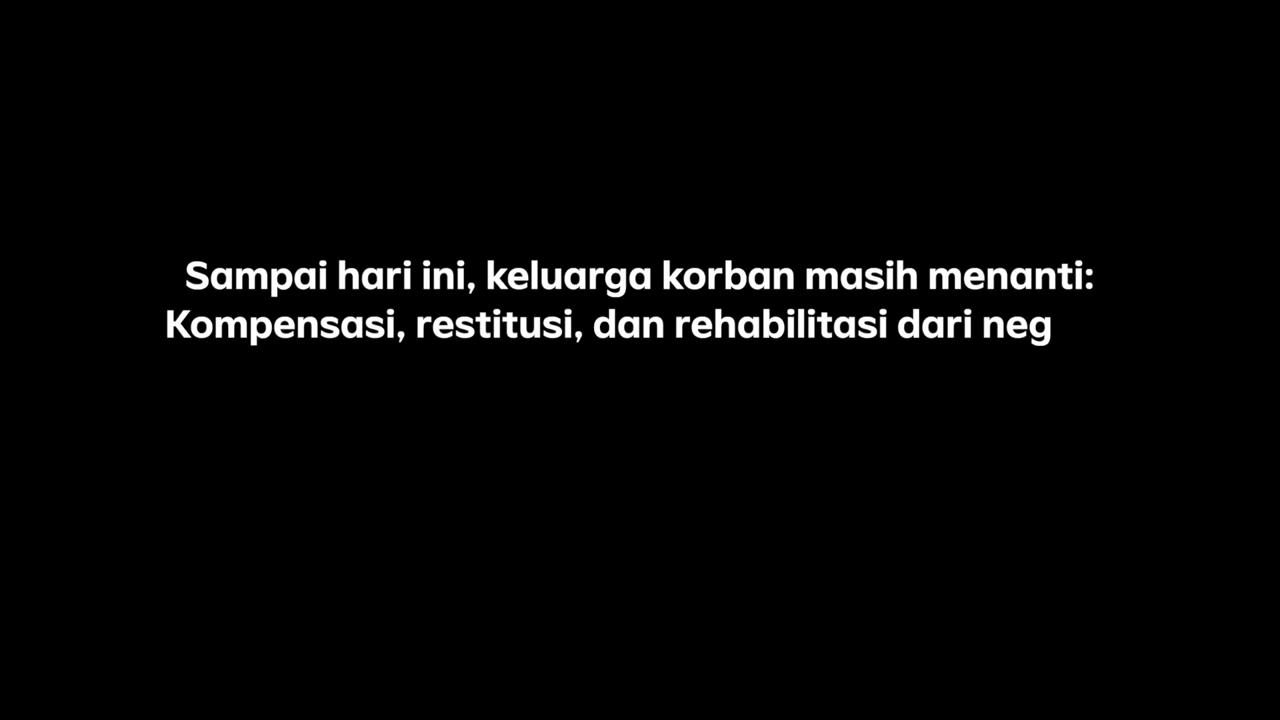 Sampai hari ini, keluarga korban masih menanti:
Kompensasi, restitusi, dan rehabilitasi dari neg